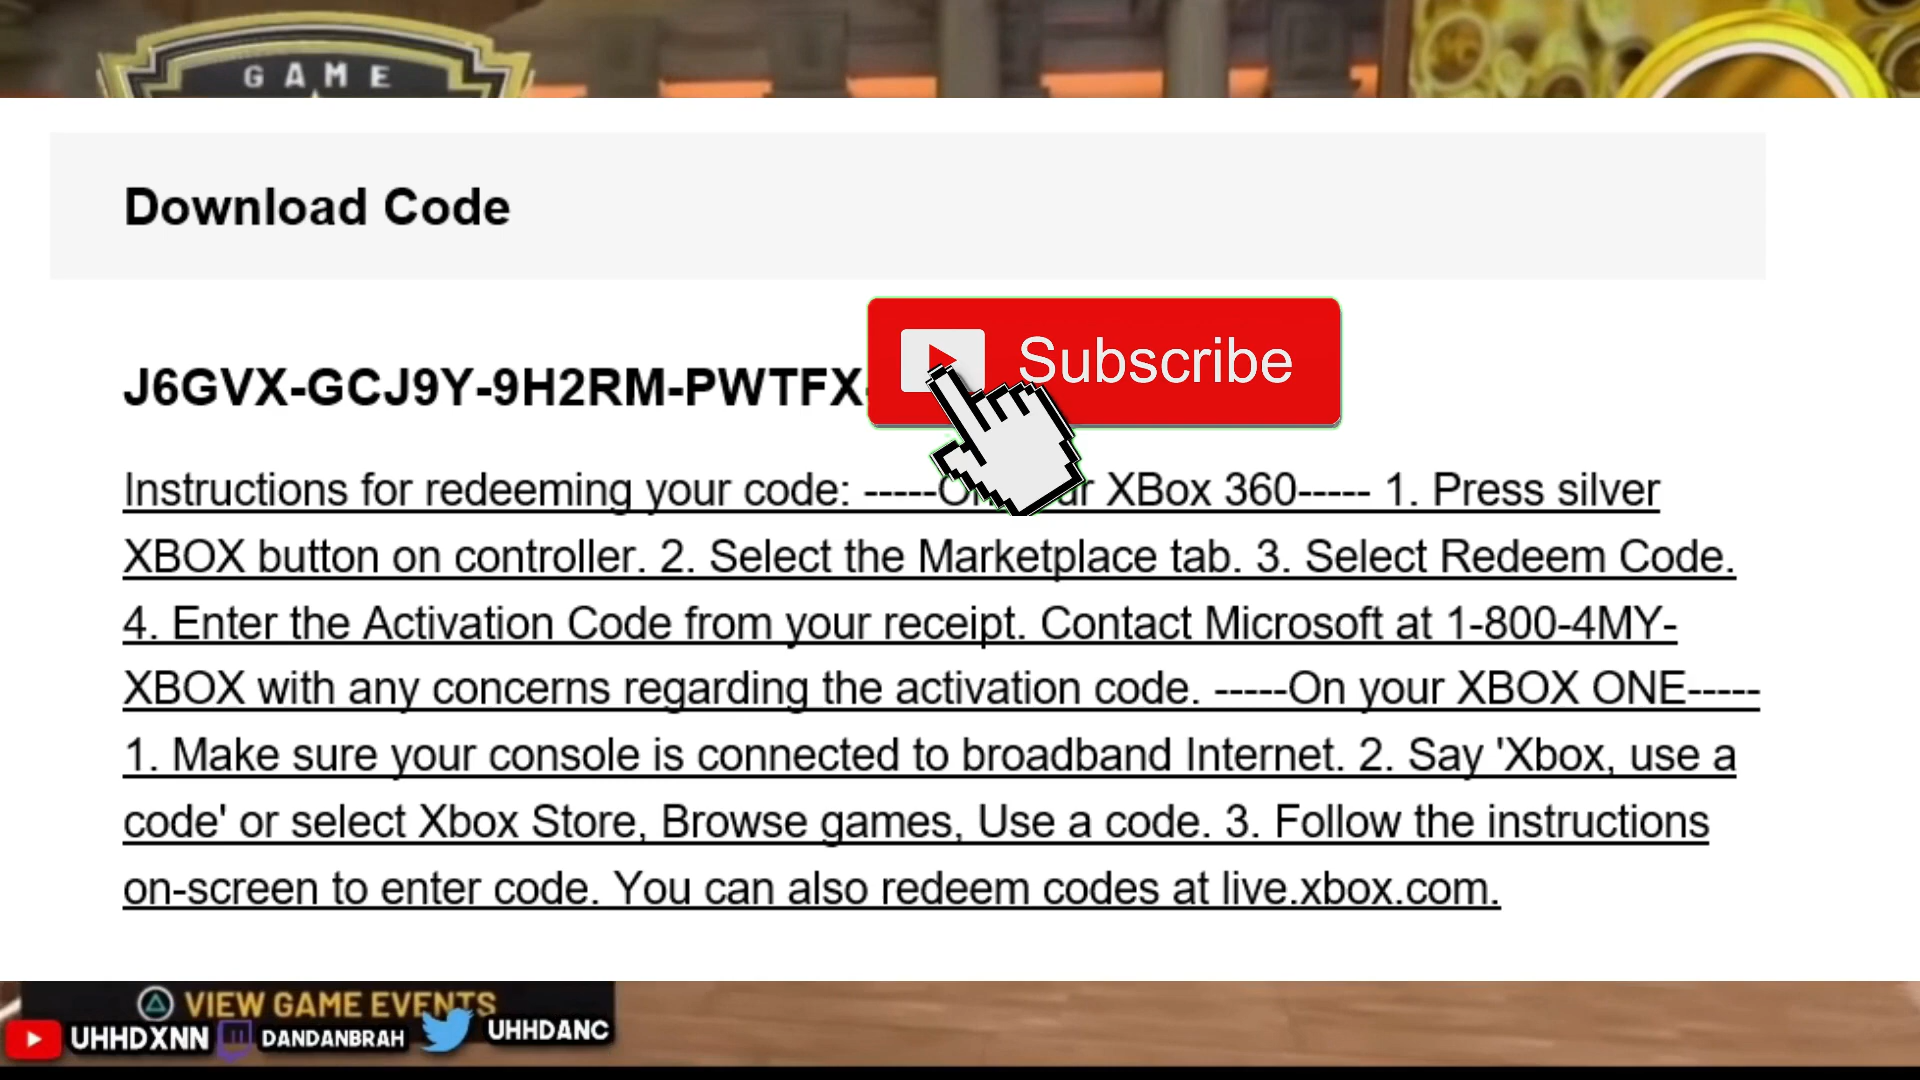 GAME
Download Code
J6GVX-GCJ9Y-9H2RM-PWTFX-
Subscribe
Instructions for redeeming your code: -----On your XBox 360----- 1. Press silver
XBOX button on controller. 2. Select the Marketplace tab. 3. Select Redeem Code.
4. Enter the Activation Code from your receipt. Contact Microsoft at 1-800-4MY-
XBOX with any concerns regarding the activation code. -----On your XBOX ONE-----
1. Make sure your console is connected to broadband Internet. 2. Say 'Xbox, use a
code' or select Xbox Store, Browse games, Use a code. 3. Follow the instructions
on-screen to enter code. You can also redeem codes at live.xbox.com.
VIEW GAME EVENTS
UHHDXNN DANDANBRAH UHHDANC